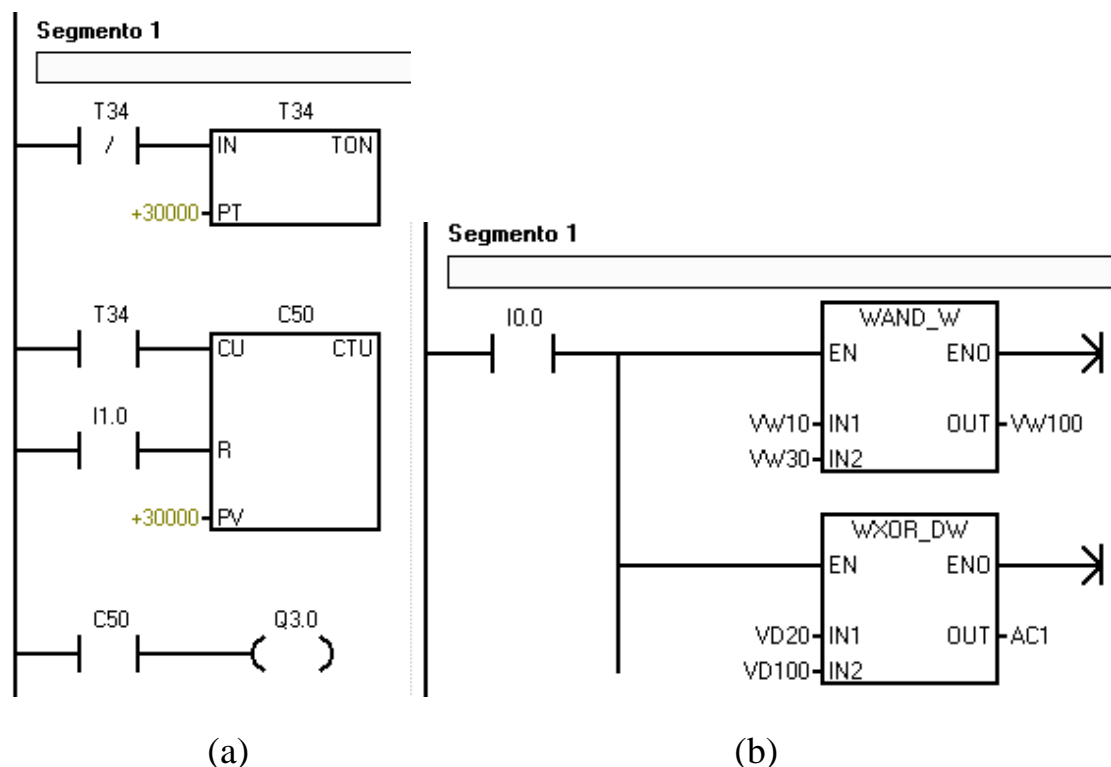 Segmento 1
T34
T34
/
IN
TON
+30000
PT
T34
C50
CU
CTU
I1.0
R
+30000
PV
C50
Q3.0
(a)
Segmento 1
I0.0
WAND_W
EN
ENO
VW10
IN1
OUT
VW100
VW30
IN2
WXOR_DW
EN
ENO
VD20
IN1
OUT
AC1
VD100
IN2
(b)